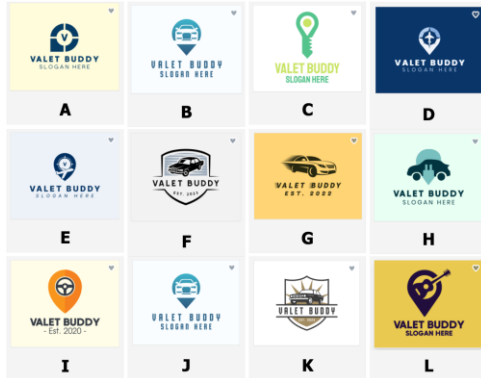 V
VALET BUDDY
SLOGAN HERE
A
VALET BUDDY
SLOGAN HERE
B
VALET BUDDY
SLOGAN HERE
C
VALET BUDDY
SLOGAN HERE
D
VALET BUDDY
SLOGAN HERE
E
VALET BUDDY
EST. 2022
F
VALET BUDDY
EST. 2022
G
VALET BUDDY
SLOGAN HERE
H
VALET BUDDY
- Est. 2020 -
I
VALET BUDDY
SLOGAN HERE
J
VALET BUDDY
K
VALET BUDDY
SLOGAN HERE
L